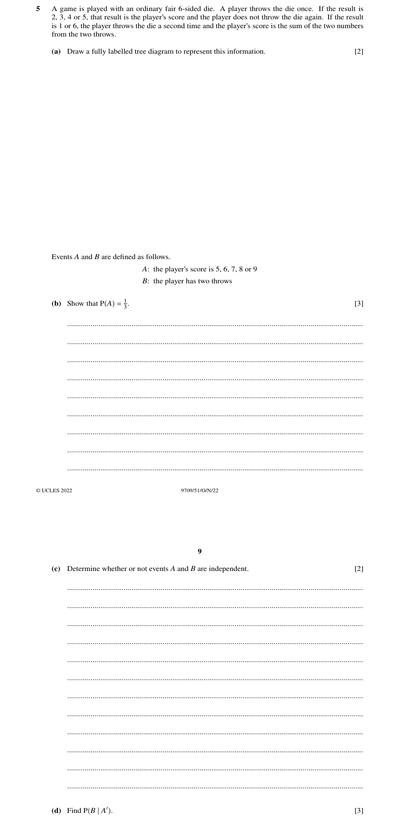 5 A game is played with an ordinary fair 6-sided die. A player throws the die once. If the result is
2, 3, 4 or 5, that result is the player's score and the player does not throw the die again. If the result
is 1 or 6, the player throws the die a second time and the player's score is the sum of the two numbers
from the two throws.
(a) Draw a fully labelled tree diagram to represent this information. [2]
Events A and B are defined as follows.
A: the player's score is 5, 6, 7, 8 or 9
B: the player has two throws
(b) Show that P(A) = 1/3. [3]
© UCLES 2022 9709/51/O/N/22
9
(c) Determine whether or not events A and B are independent. [2]
(d) Find P(B | A′). [3]